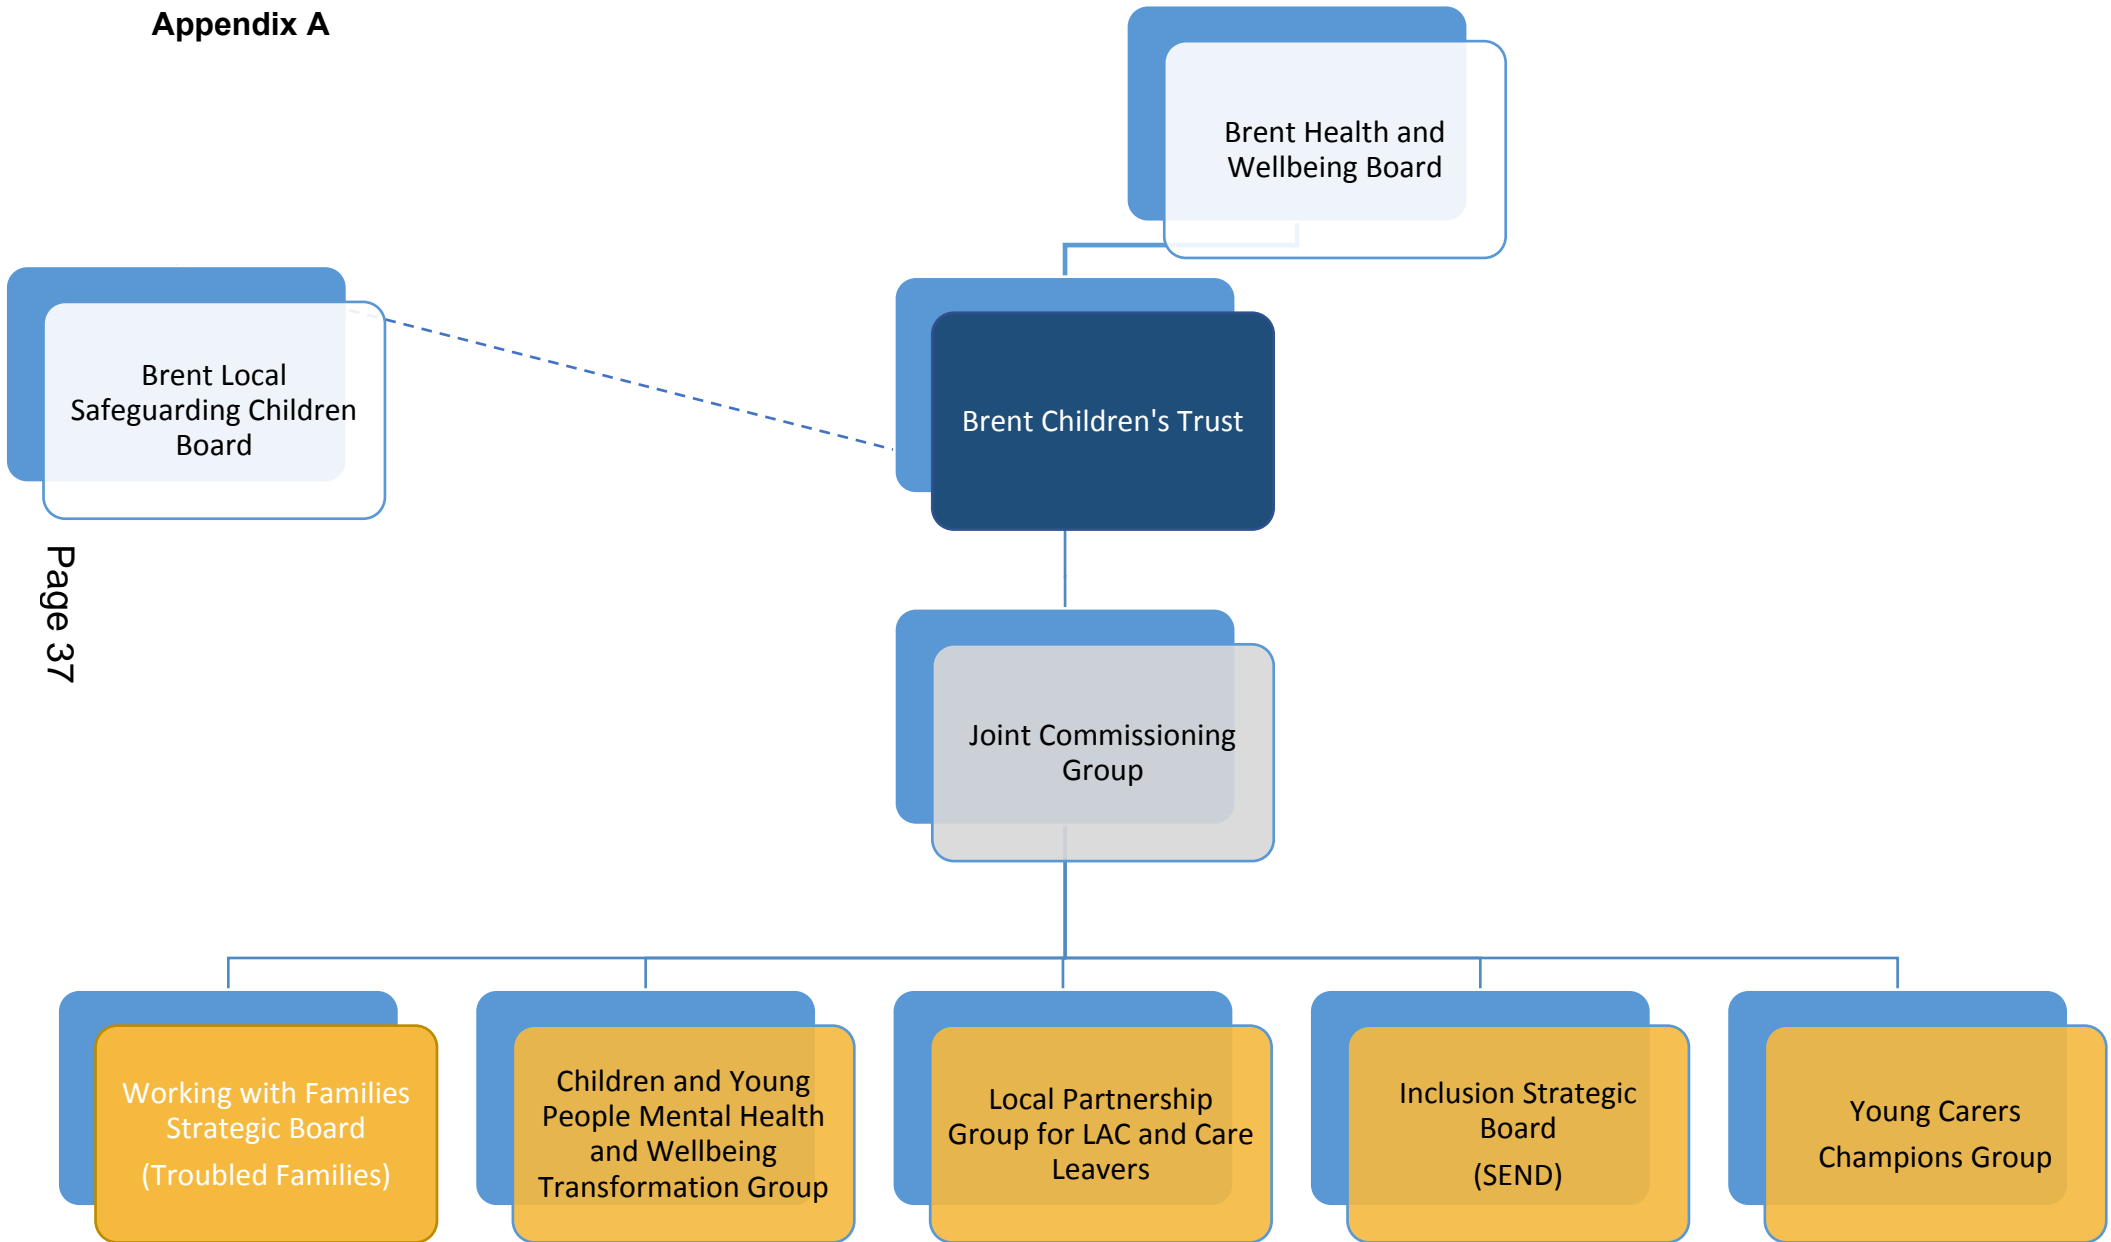 Appendix A
Brent Health and
Wellbeing Board
Brent Local
Safeguarding Children
Board
Brent Children's Trust
Page 37
Joint Commissioning
Group
Working with Families
Strategic Board
(Troubled Families)
Children and Young
People Mental Health
and Wellbeing
Transformation Group
Local Partnership
Group for LAC and Care
Leavers
Inclusion Strategic
Board
(SEND)
Young Carers
Champions Group